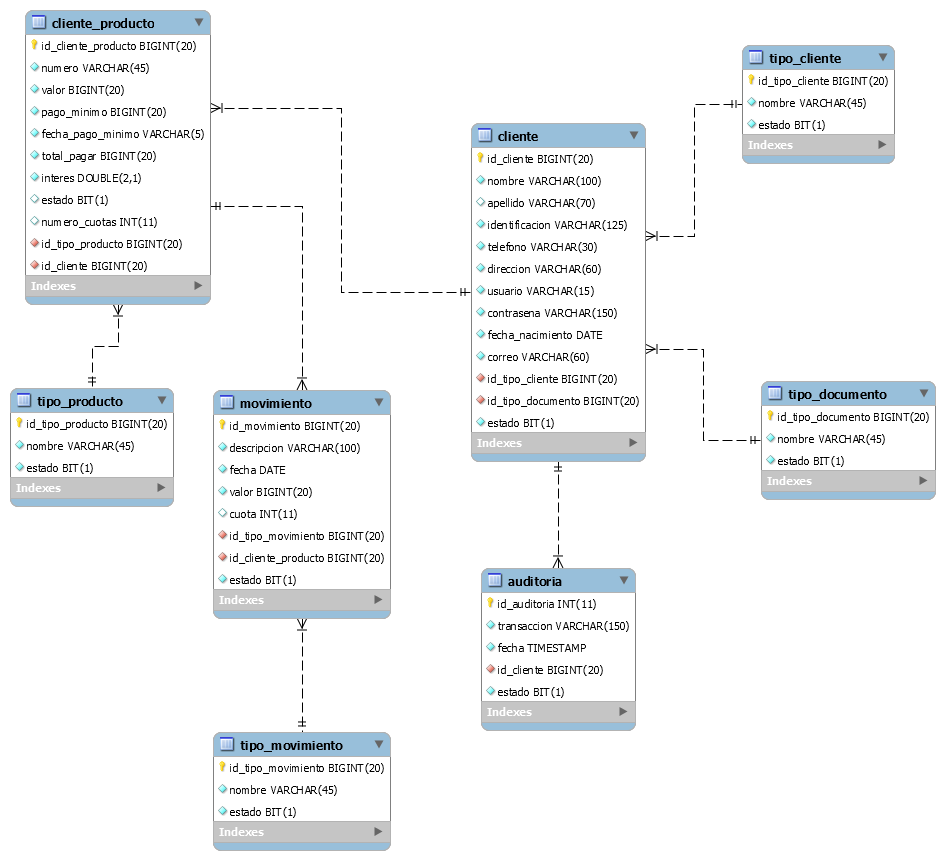 cliente_producto
id_cliente_producto BIGINT(20)
numero VARCHAR(45)
valor BIGINT(20)
pago_minimo BIGINT(20)
fecha_pago_minimo VARCHAR(5)
total_pagar BIGINT(20)
interes DOUBLE(2,1)
estado BIT(1)
numero_cuotas INT(11)
id_tipo_producto BIGINT(20)
id_cliente BIGINT(20)
Indexes
tipo_producto
id_tipo_producto BIGINT(20)
nombre VARCHAR(45)
estado BIT(1)
Indexes
movimiento
id_movimiento BIGINT(20)
descripcion VARCHAR(100)
fecha DATE
valor BIGINT(20)
cuota INT(11)
id_tipo_movimiento BIGINT(20)
id_cliente_producto BIGINT(20)
estado BIT(1)
Indexes
tipo_movimiento
id_tipo_movimiento BIGINT(20)
nombre VARCHAR(45)
estado BIT(1)
Indexes
cliente
id_cliente BIGINT(20)
nombre VARCHAR(100)
apellido VARCHAR(70)
identificacion VARCHAR(125)
telefono VARCHAR(30)
direccion VARCHAR(60)
usuario VARCHAR(15)
contrasena VARCHAR(150)
fecha_nacimiento DATE
correo VARCHAR(60)
id_tipo_cliente BIGINT(20)
id_tipo_documento BIGINT(20)
estado BIT(1)
Indexes
auditoria
id_auditoria INT(11)
transaccion VARCHAR(150)
fecha TIMESTAMP
id_cliente BIGINT(20)
estado BIT(1)
Indexes
tipo_cliente
id_tipo_cliente BIGINT(20)
nombre VARCHAR(45)
estado BIT(1)
Indexes
tipo_documento
id_tipo_documento BIGINT(20)
nombre VARCHAR(45)
estado BIT(1)
Indexes